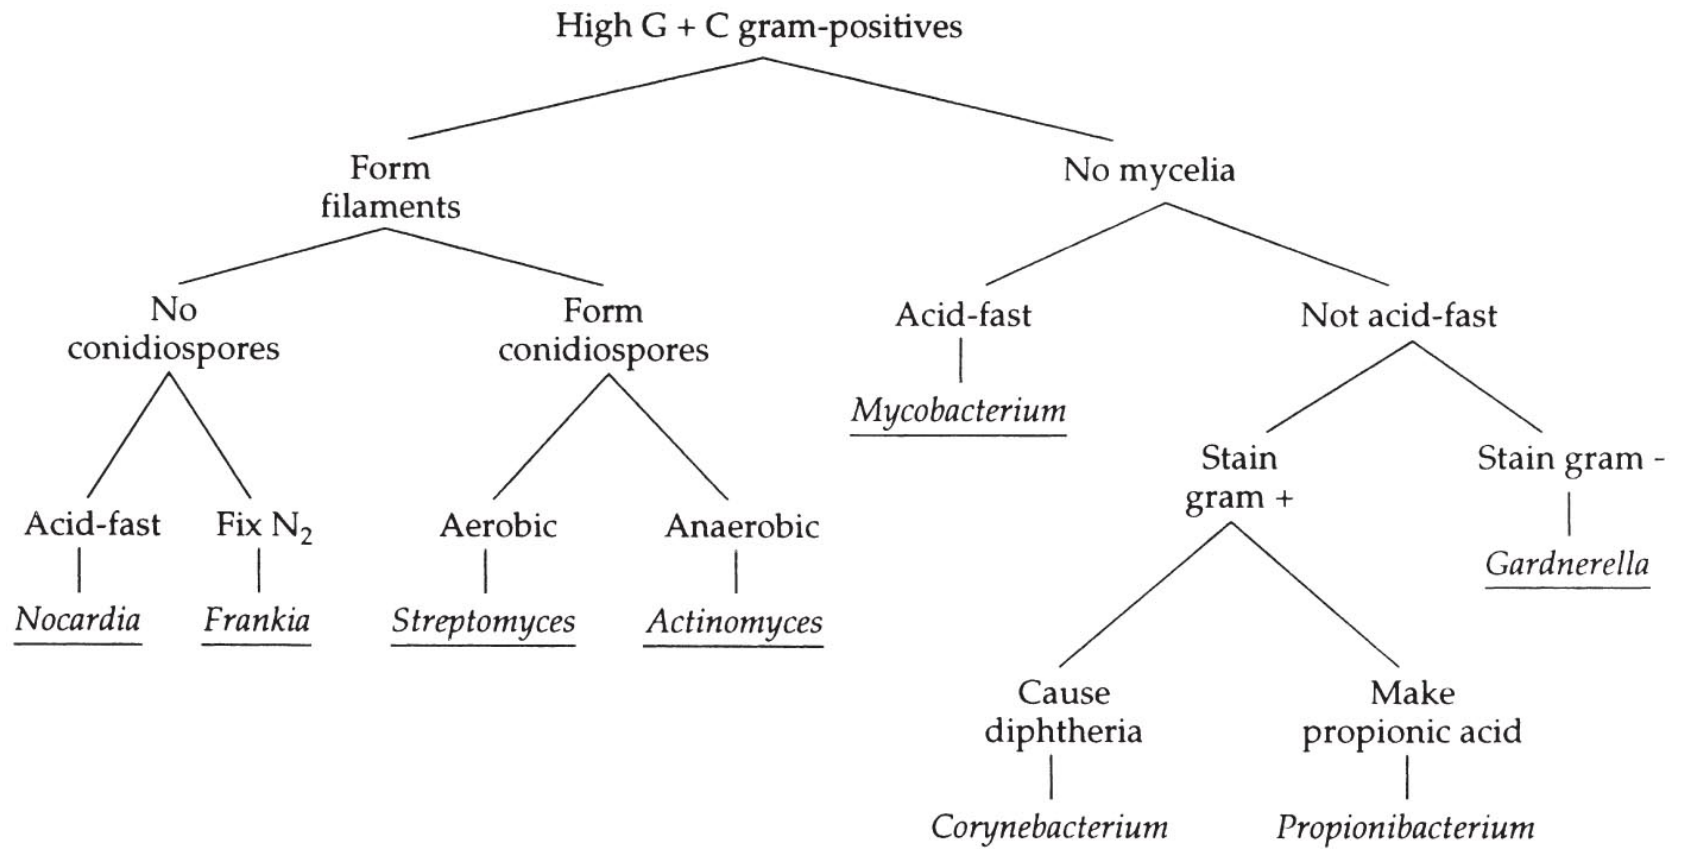 High G + C gram-positives
Form
filaments
No mycelia
No
conidiospores
Form
conidiospores
Acid-fast
Not acid-fast
Mycobacterium
Stain
gram +
Stain gram -
Acid-fast
Fix N₂
Aerobic
Anaerobic
Gardnerella
Nocardia
Frankia
Streptomyces
Actinomyces
Cause
diphtheria
Make
propionic acid
Corynebacterium
Propionibacterium